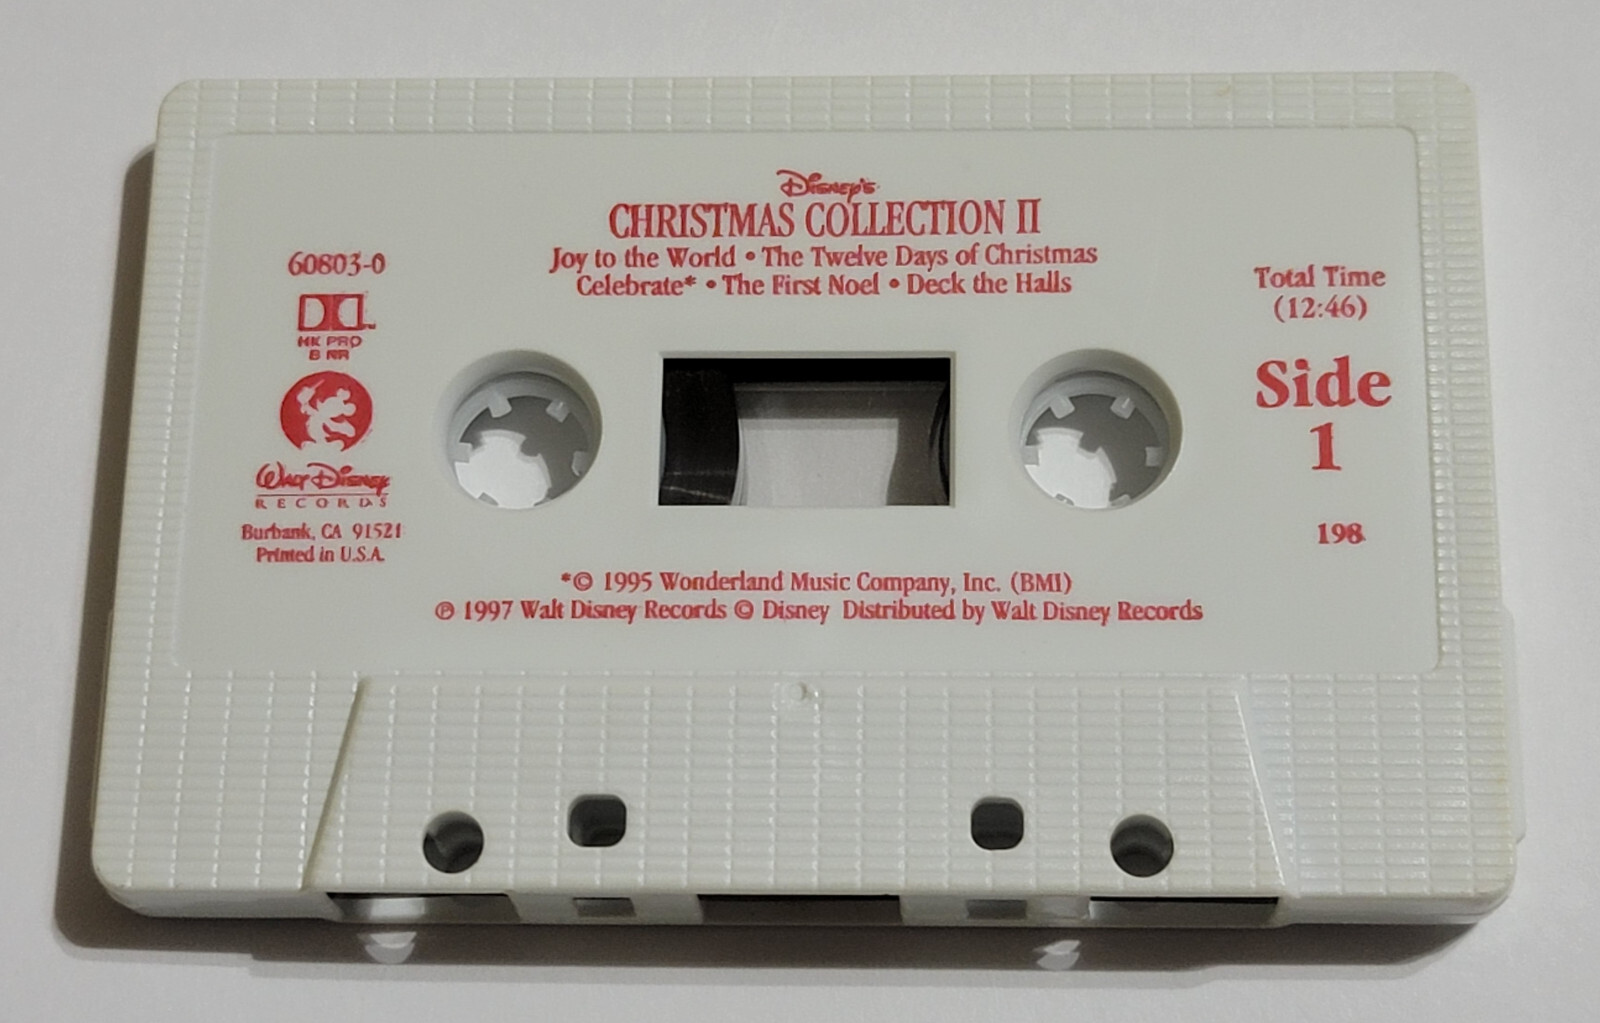 Disney's
CHRISTMAS COLLECTION II
Joy to the World • The Twelve Days of Christmas
Celebrate* • The First Noel • Deck the Halls
60803-0
HX PRO
B NR
WALT DISNEY
RECORDS
Burbank, CA 91521
Printed in U.S.A.
Total Time
(12:46)
Side
1
198
*© 1995 Wonderland Music Company, Inc. (BMI)
℗ 1997 Walt Disney Records © Disney Distributed by Walt Disney Records